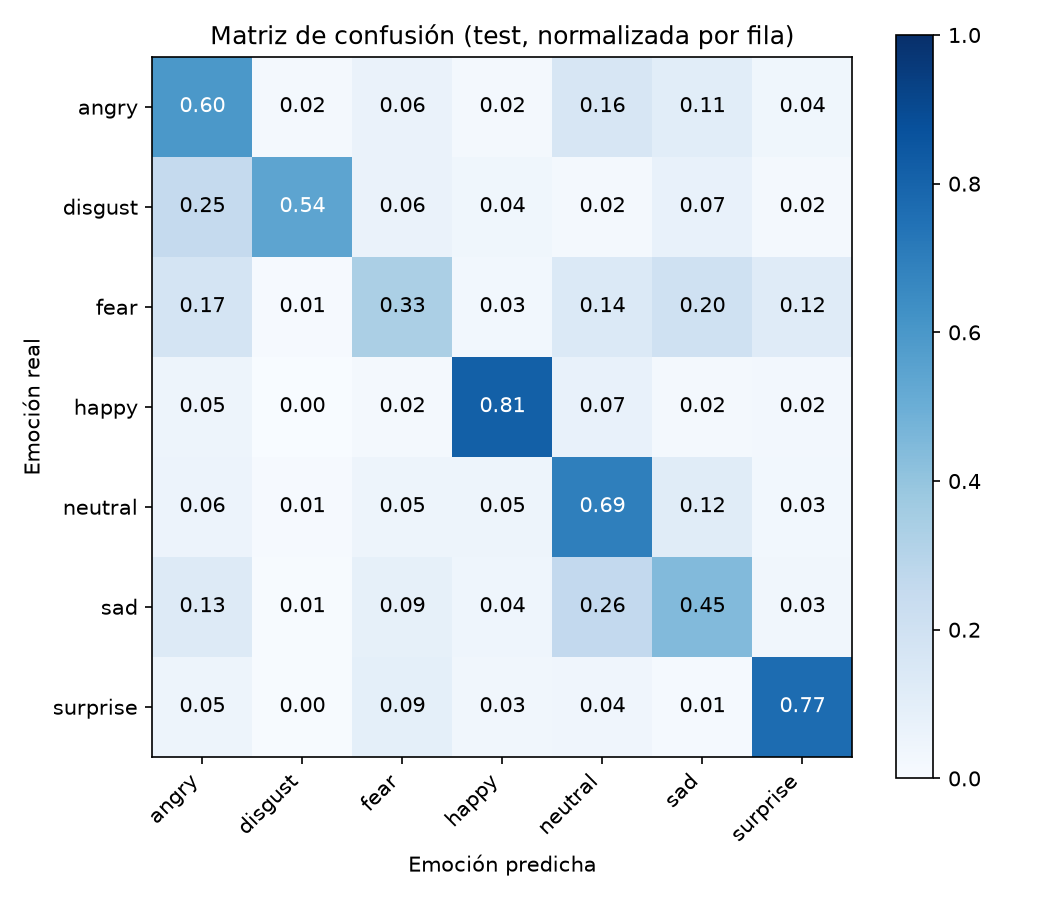 Matriz de confusión (test, normalizada por fila)
angry 0.60 0.02 0.06 0.02 0.16 0.11 0.04
disgust 0.25 0.54 0.06 0.04 0.02 0.07 0.02
fear 0.17 0.01 0.33 0.03 0.14 0.20 0.12
happy 0.05 0.00 0.02 0.81 0.07 0.02 0.02
neutral 0.06 0.01 0.05 0.05 0.69 0.12 0.03
sad 0.13 0.01 0.09 0.04 0.26 0.45 0.03
surprise 0.05 0.00 0.09 0.03 0.04 0.01 0.77
angry disgust fear happy neutral sad surprise
Emoción predicha
Emoción real
1.0
0.8
0.6
0.4
0.2
0.0